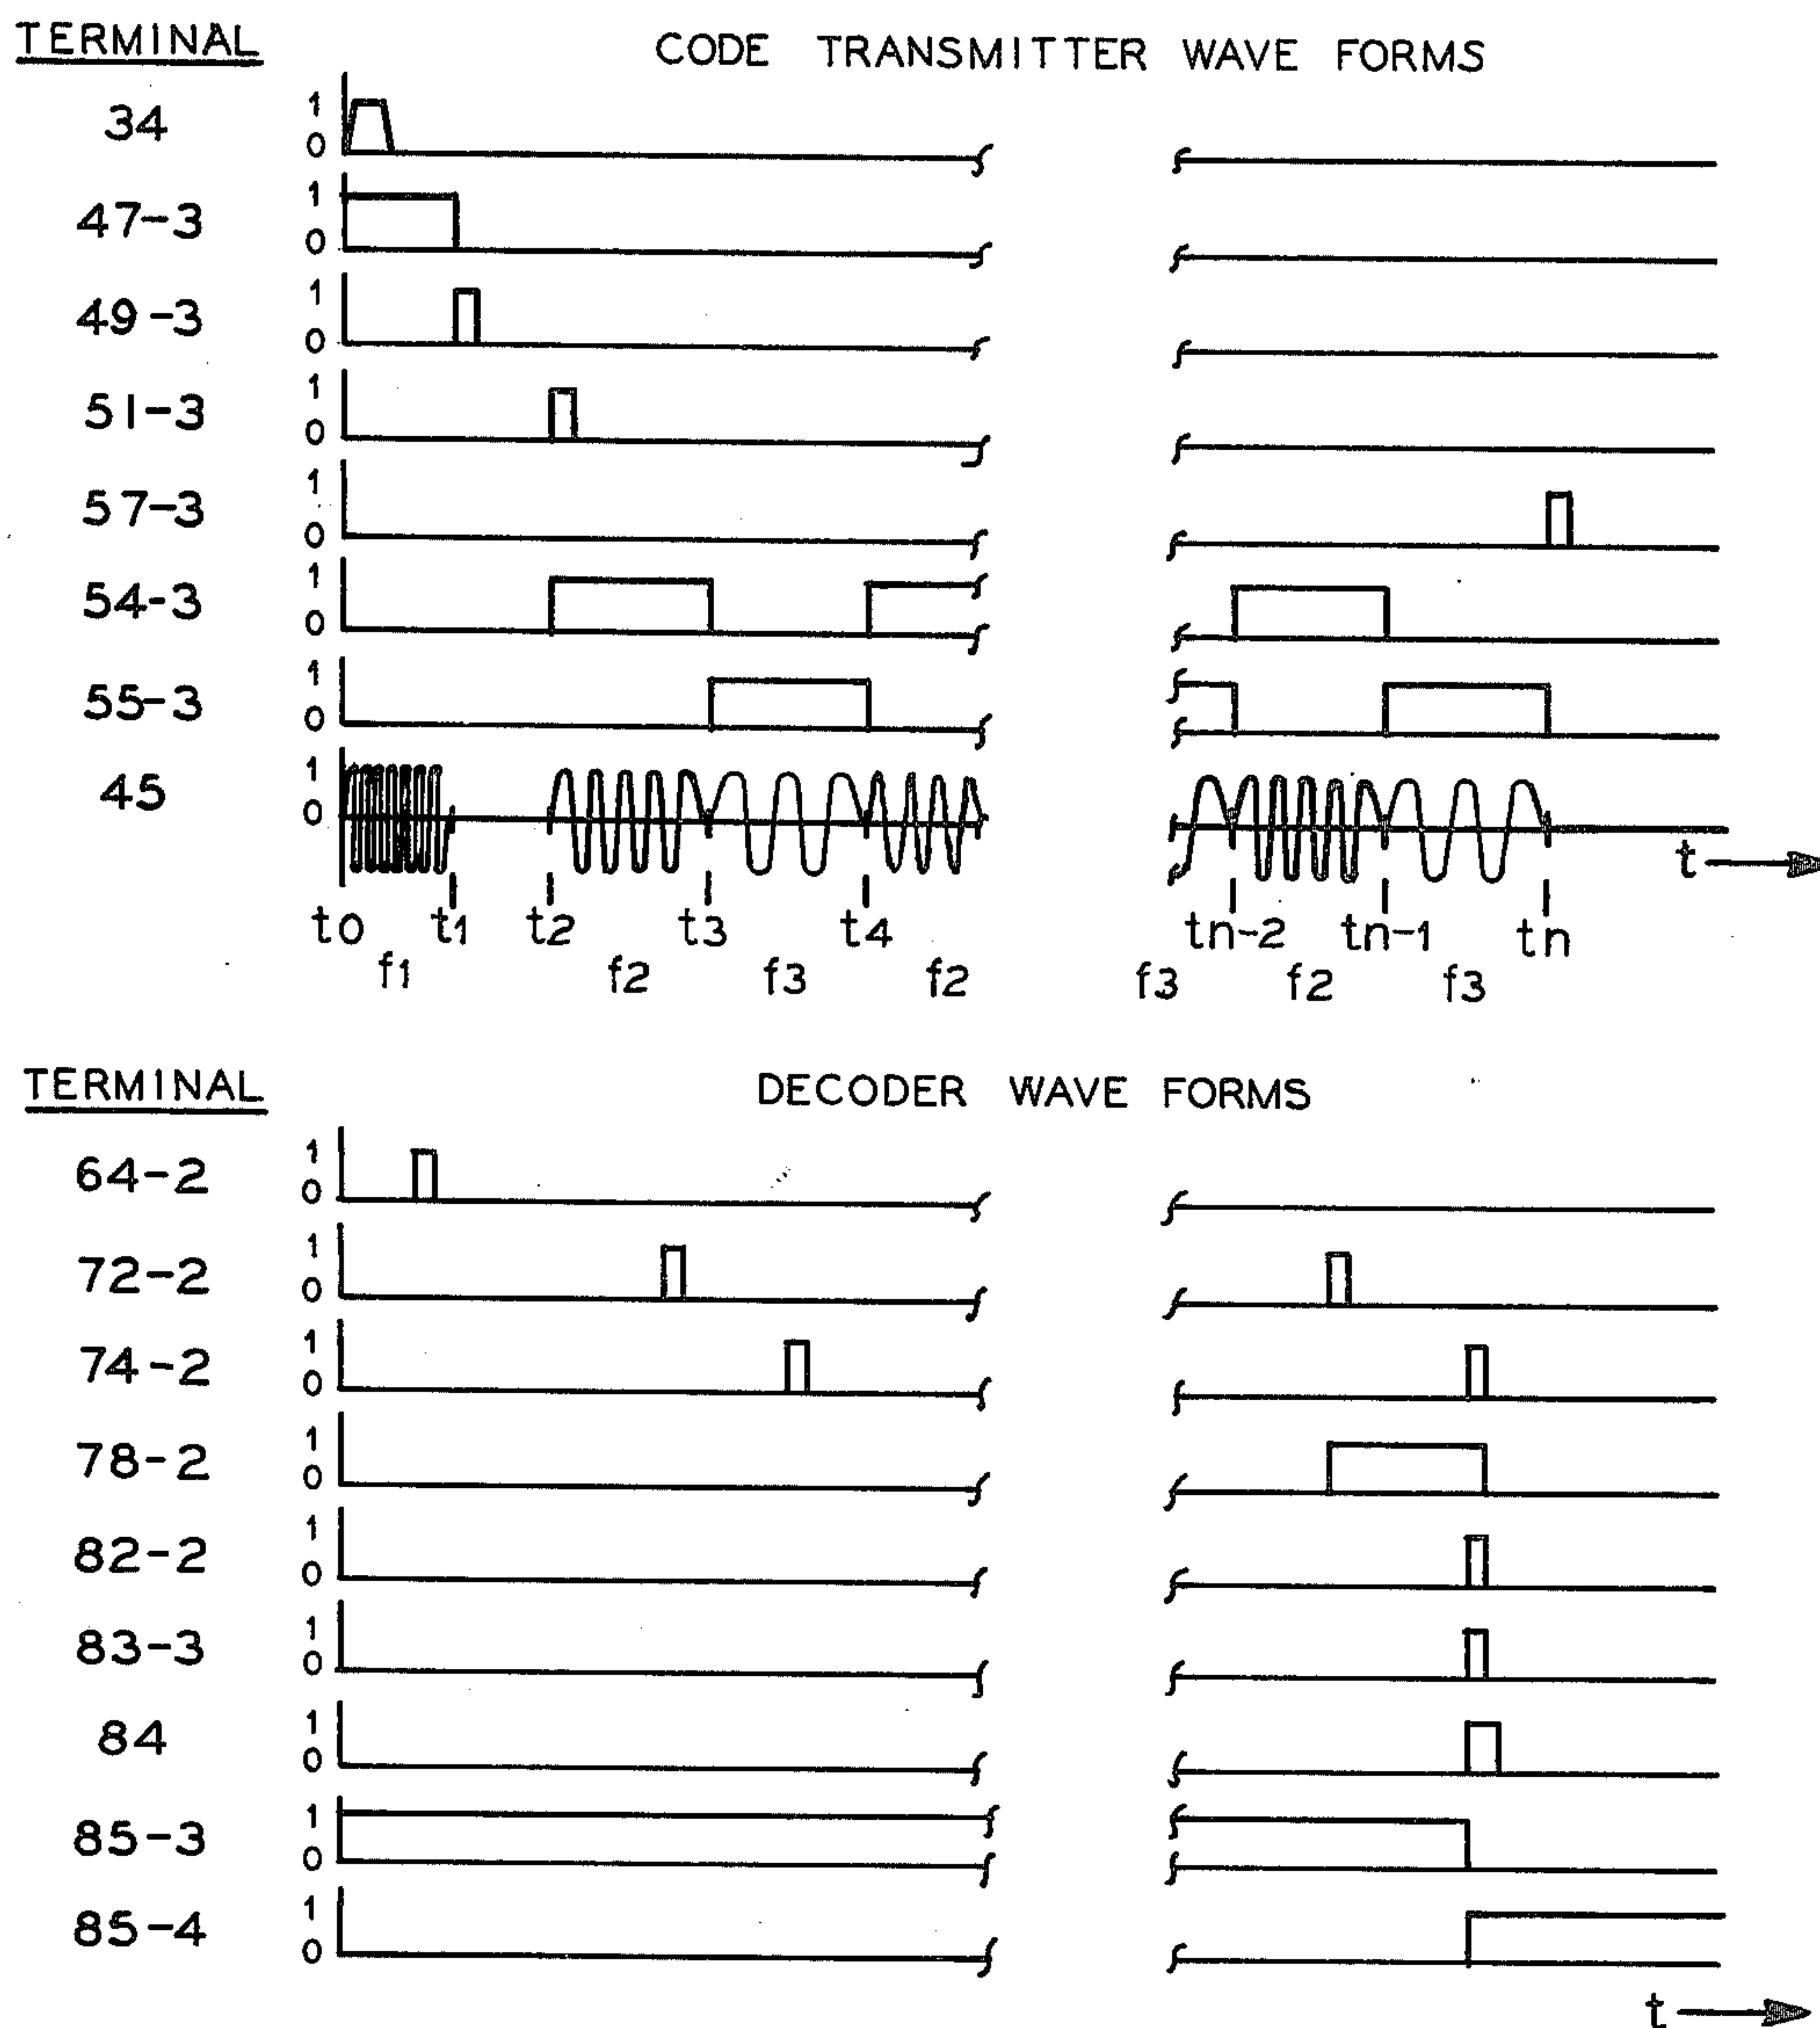 TERMINAL
CODE TRANSMITTER WAVE FORMS
34 1 0
47-3 1 0
49-3 1 0
51-3 1 0
57-3 1 0
54-3 1 0
55-3 1 0
45 1 0
t
t0 t1 t2 t3 t4 tn-2 tn-1 tn
f1 f2 f3 f2 f3 f2 f3
TERMINAL
DECODER WAVE FORMS
64-2 1 0
72-2 1 0
74-2 1 0
78-2 1 0
82-2 1 0
83-3 1 0
84 1 0
85-3 1 0
85-4 1 0
t